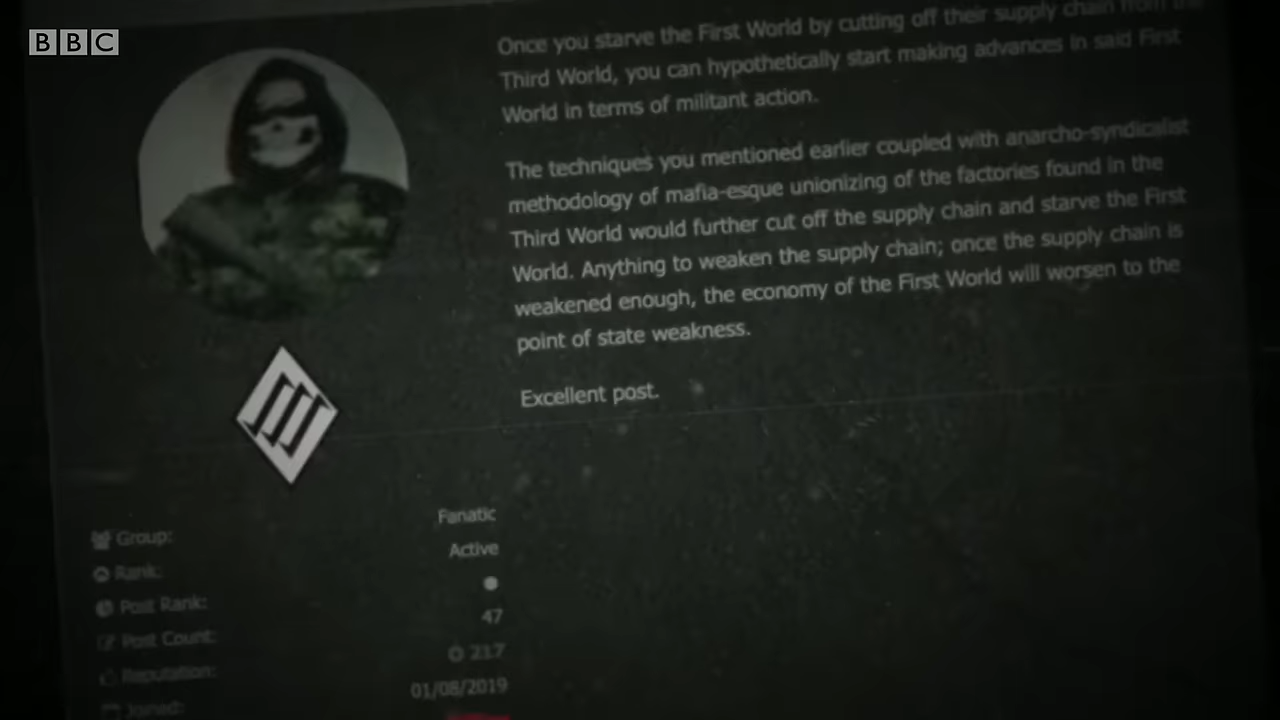 BBC
Once you starve the First World by cutting off their supply chain from the
Third World, you can hypothetically start making advances in said First
World in terms of militant action.
The techniques you mentioned earlier coupled with anarcho-syndicalist
methodology of mafia-esque unionizing of the factories found in the
Third World would further cut off the supply chain and starve the First
World. Anything to weaken the supply chain; once the supply chain is
weakened enough, the economy of the First World will worsen to the
point of state weakness.
Excellent post.
Group: Fanatic
Rank: Active
Post Rank:
Post Count: 47
Reputation: 217
Joined: 01/08/2019